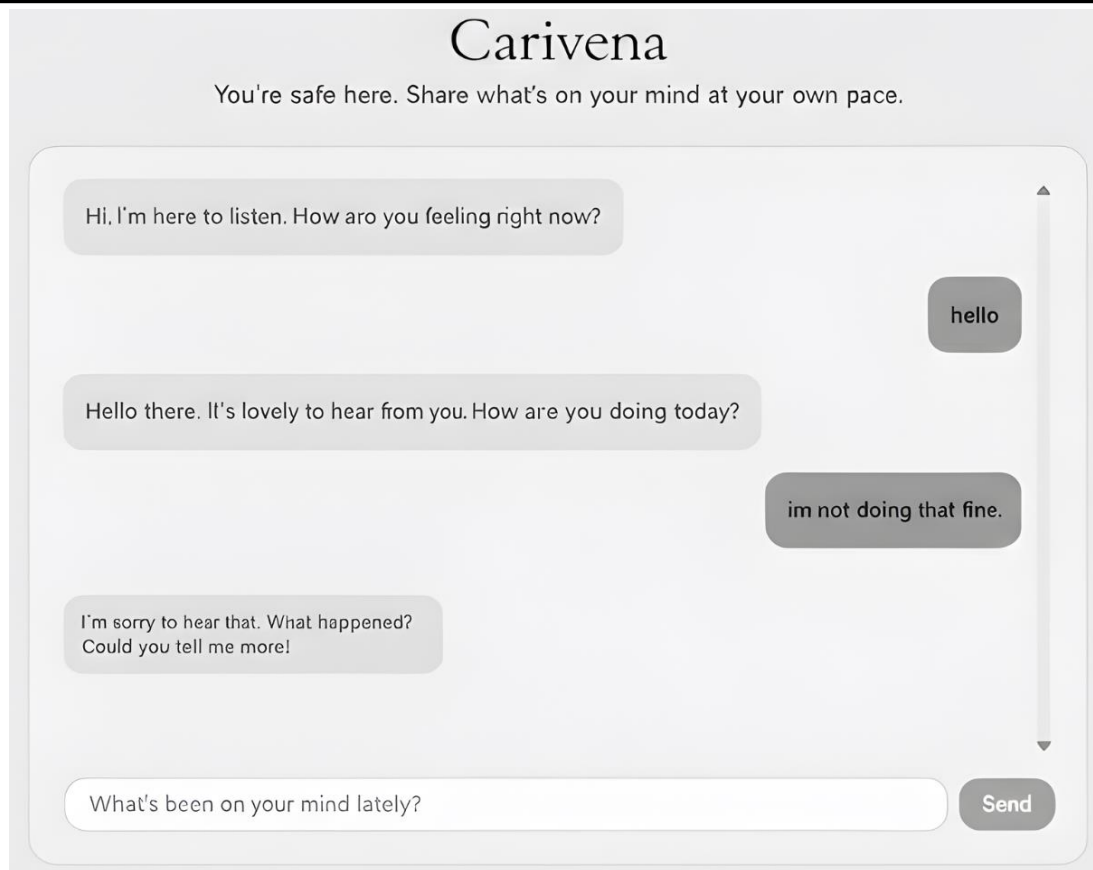 Carivena
You're safe here. Share what's on your mind at your own pace.
Hi, I'm here to listen. How aro you feeling right now?
hello
Hello there. It's lovely to hear from you. How are you doing today?
im not doing that fine.
I'm sorry to hear that. What happened?
Could you tell me more!
What's been on your mind lately?
Send